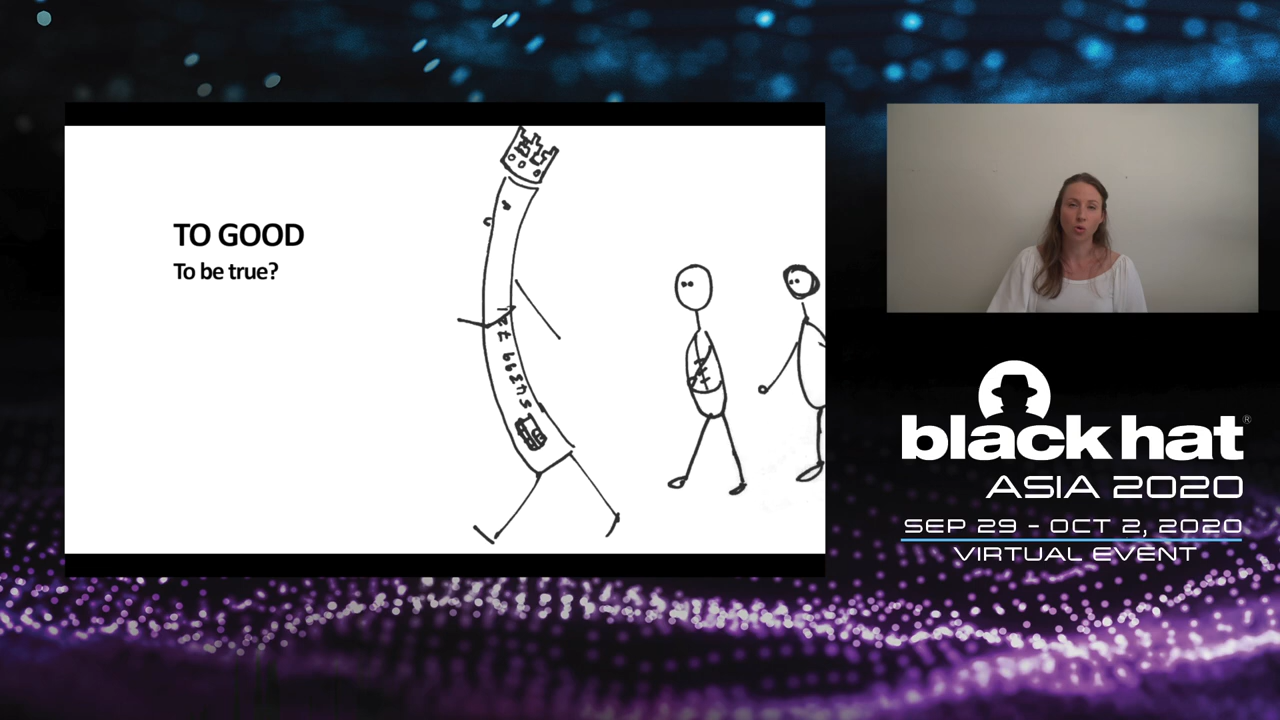 TO GOOD
To be true?
black hat®
ASIA 2020
SEP 29 - OCT 2, 2020
VIRTUAL EVENT